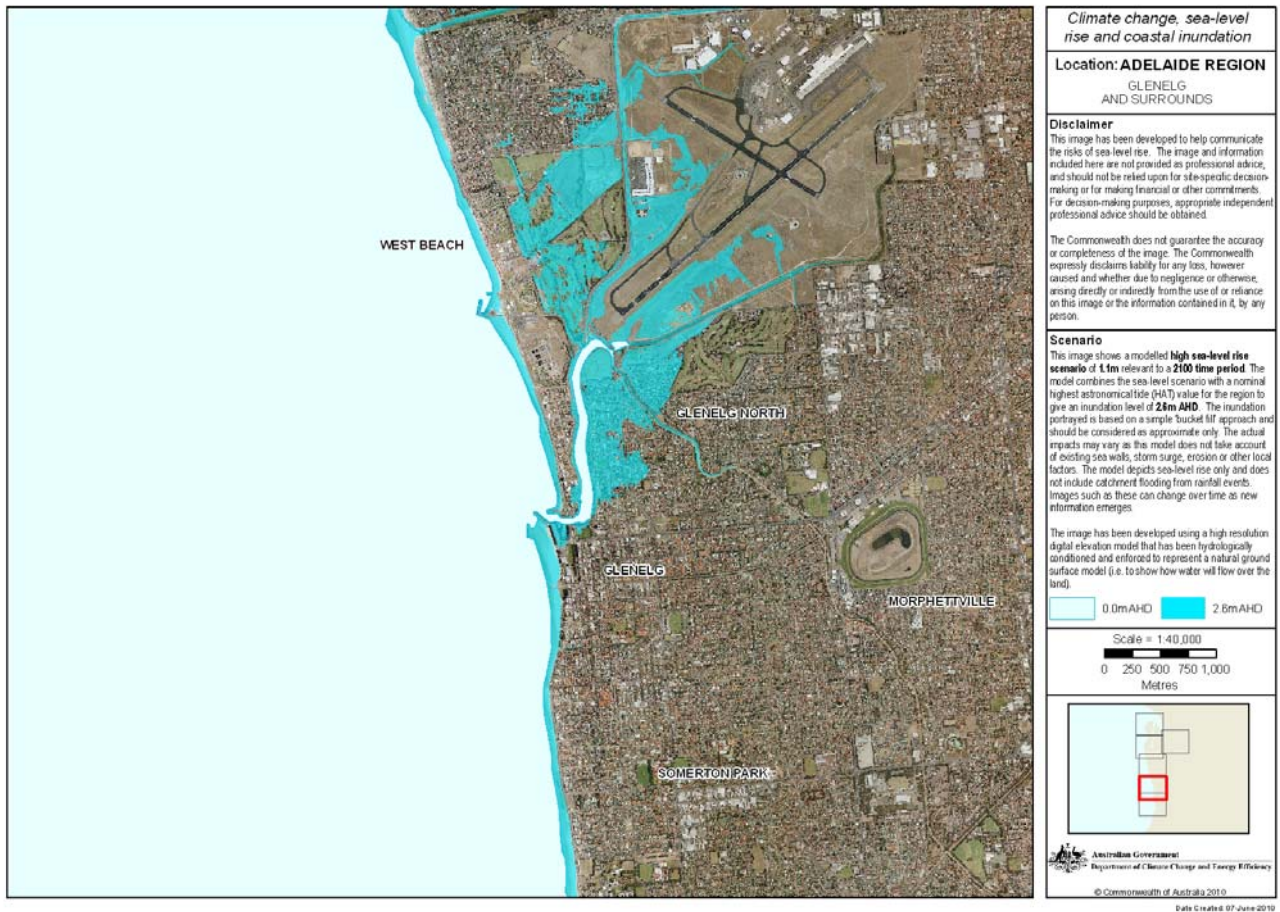 WEST BEACH
GLENELG NORTH
GLENELG
MORPHETTVILLE
SOMERTON PARK
Climate change, sea-level
rise and coastal inundation
Location: ADELAIDE REGION
GLENELG
AND SURROUNDS
Disclaimer
This image has been developed to help communicate
the risks of sea-level rise. The image and information
included here are not provided as professional advice,
and should not be relied upon for site-specific decision-
making or for making financial or other commitments.
For decision-making purposes, appropriate independent
professional advice should be obtained.
The Commonwealth does not guarantee the accuracy
or completeness of the image. The Commonwealth
expressly disclaims liability for any loss, however
caused and whether due to negligence or otherwise,
arising directly or indirectly from the use of or reliance
on this image or the information contained in it, by any
person.
Scenario
This image shows a modelled high sea-level rise
scenario of 1.1m relevant to a 2100 time period. The
model combines the sea-level scenario with a nominal
highest astronomical tide (HAT) value for the region to
give an inundation level of 2.6m AHD. The inundation
portrayed is based on a simple 'bucket fill' approach and
should be considered as approximate only. The actual
impacts may vary as this model does not take account
of existing sea walls, storm surge, erosion or other local
factors. The model depicts sea-level rise only and does
not include catchment flooding from rainfall events.
Images such as these can change over time as new
information emerges.
The image has been developed using a high resolution
digital elevation model that has been hydrologically
conditioned and enforced to represent a natural ground
surface model (i.e. to show how water will flow over the
land).
0.0mAHD 2.6mAHD
Scale = 1:40,000
0 250 500 750 1,000
Metres
Australian Government
Department of Climate Change and Energy Efficiency
© Commonwealth of Australia 2010
Date Created: 07-June-2010